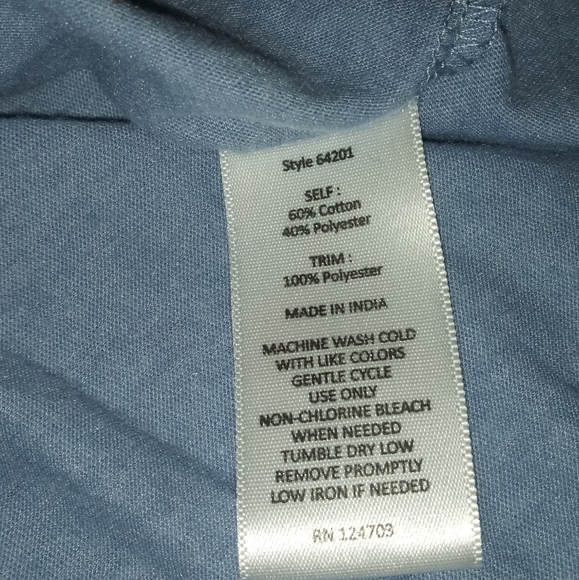 Style 64201
SELF :
60% Cotton
40% Polyester
TRIM :
100% Polyester
MADE IN INDIA
MACHINE WASH COLD
WITH LIKE COLORS
GENTLE CYCLE
USE ONLY
NON-CHLORINE BLEACH
WHEN NEEDED
TUMBLE DRY LOW
REMOVE PROMPTLY
LOW IRON IF NEEDED
RN 124703